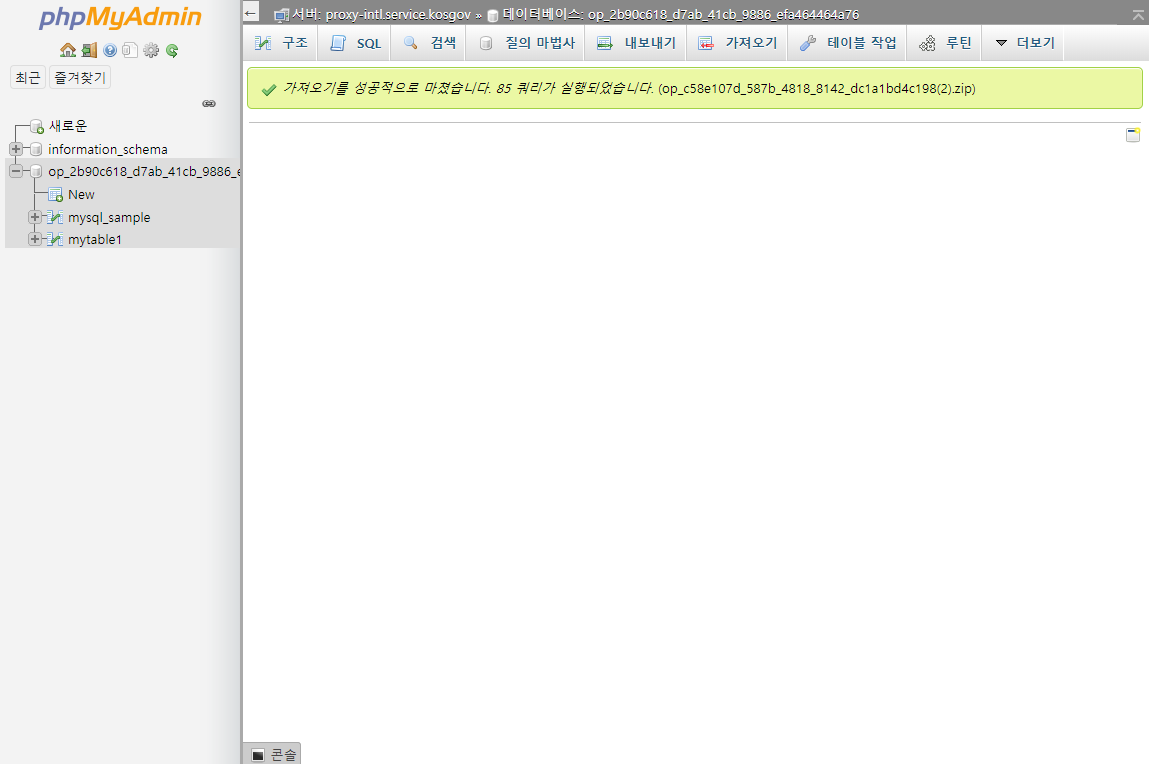 phpMyAdmin
최근 즐겨찾기
새로운
information_schema
op_2b90c618_d7ab_41cb_9886_e
New
mysql_sample
mytable1
서버: proxy-intl.service.kosgov » 데이터베이스: op_2b90c618_d7ab_41cb_9886_efa464464a76
구조 SQL 검색 질의 마법사 내보내기 가져오기 테이블 작업 루틴 더보기
가져오기를 성공적으로 마쳤습니다. 85 쿼리가 실행되었습니다. (op_c58e107d_587b_4818_8142_dc1a1bd4c198(2).zip)
콘솔